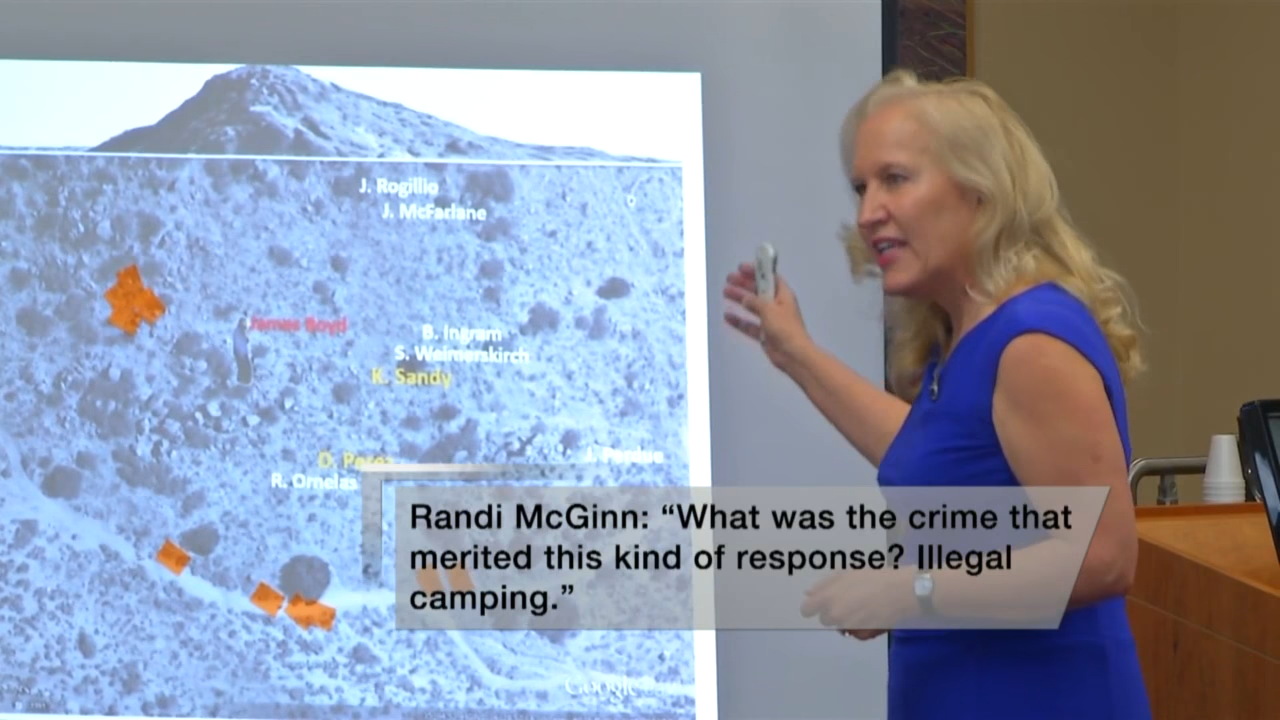 J. Rogillio
J. McFarlane
James Boyd
B. Ingram
S. Weimerskirch
K. Sandy
D. Perez
J. Perdue
R. Ornelas
Randi McGinn: “What was the crime that
merited this kind of response? Illegal
camping.”
Google